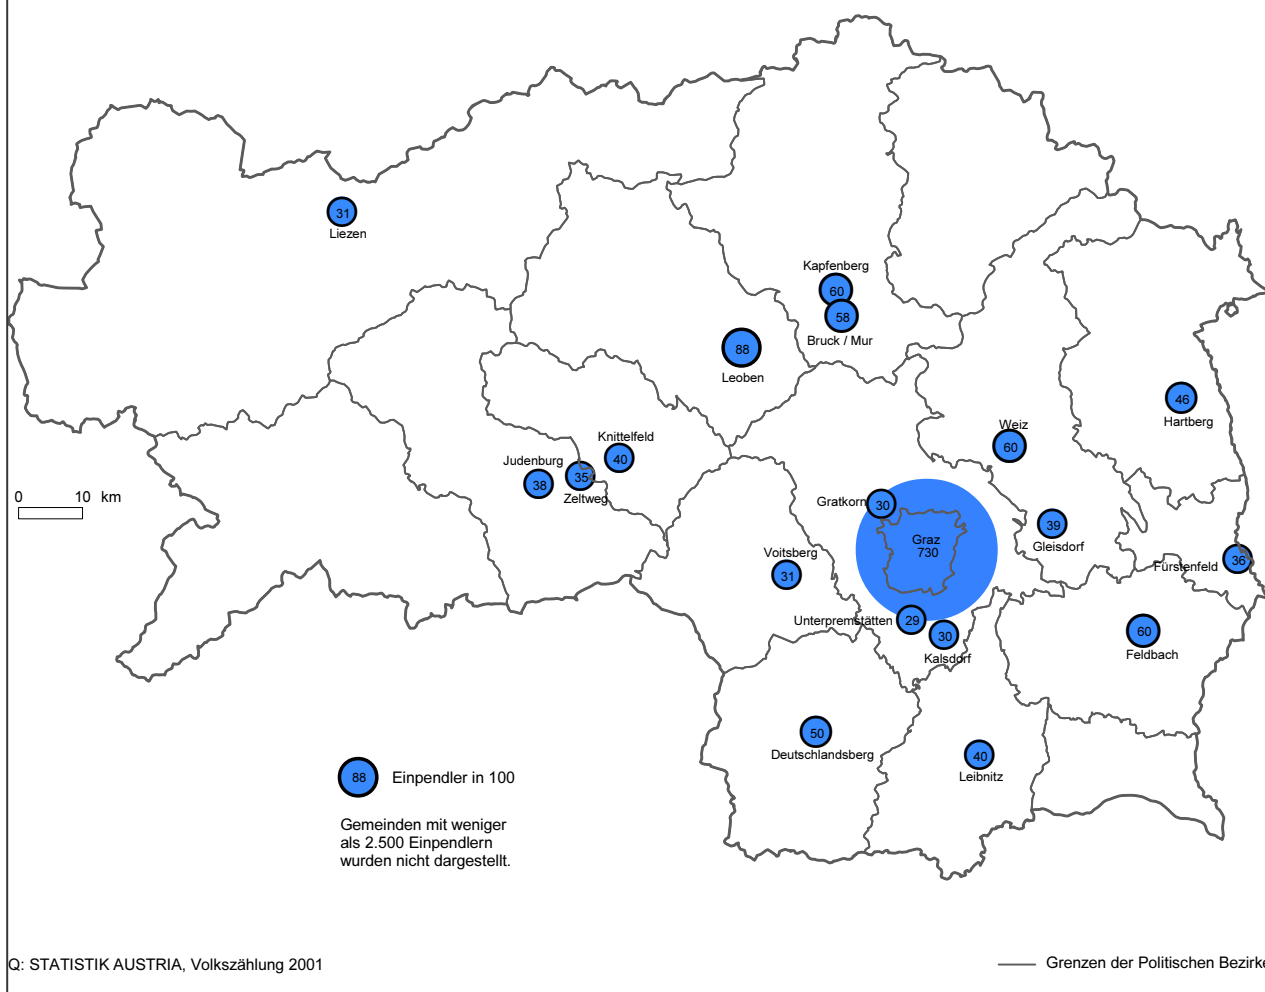 31
Liezen
Kapfenberg
60
58
Bruck / Mur
88
Leoben
46
Hartberg
Weiz
60
Knittelfeld
40
Judenburg
38
35
Zeltweg
0 10 km
Gratkorn
30
Graz
730
39
Gleisdorf
Voitsberg
31
Fürstenfeld
36
Unterpremstätten
29
30
Kalsdorf
60
Feldbach
50
Deutschlandsberg
40
Leibnitz
88
Einpendler in 100
Gemeinden mit weniger
als 2.500 Einpendlern
wurden nicht dargestellt.
Q: STATISTIK AUSTRIA, Volkszählung 2001
Grenzen der Politischen Bezirke